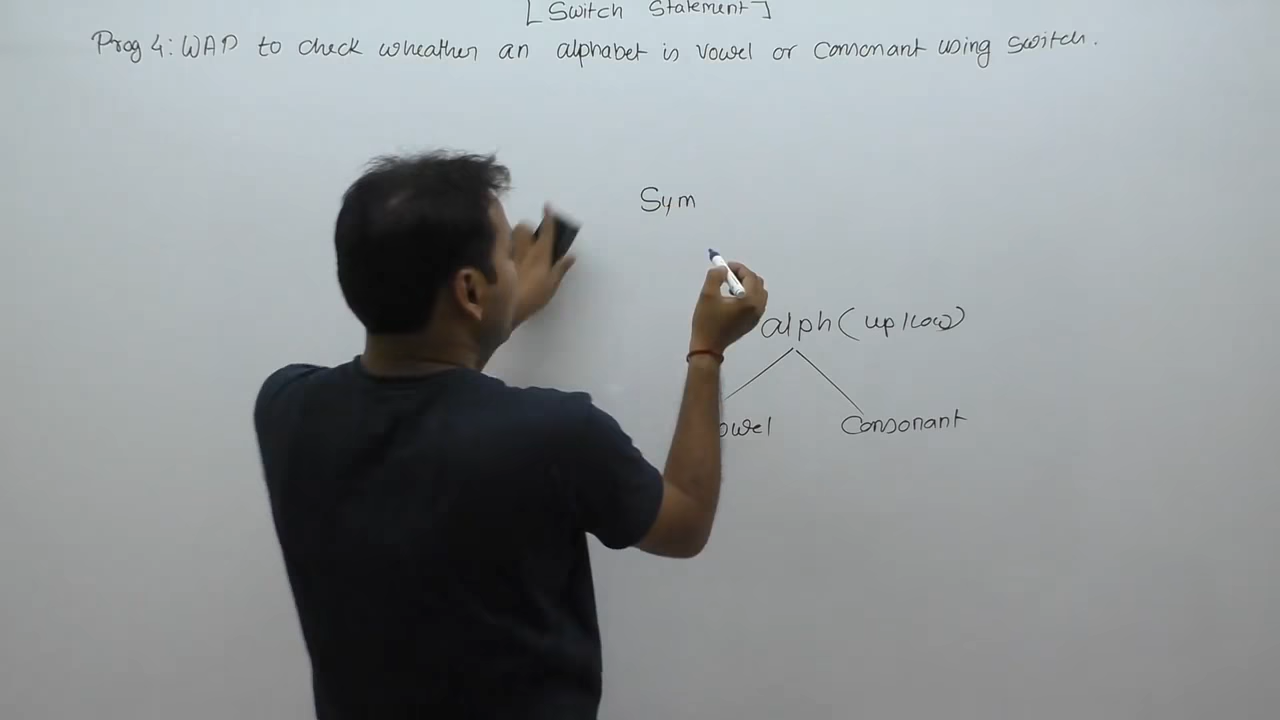 [Switch Statement]
Prog 4: WAP to check wheather an alphabet is vowel or consonant using switch.
Sym
alph (up/low)
owel Consonant